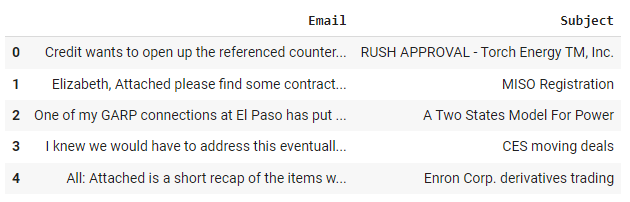 Email Subject
0 Credit wants to open up the referenced counter... RUSH APPROVAL - Torch Energy TM, Inc.
1 Elizabeth, Attached please find some contract... MISO Registration
2 One of my GARP connections at El Paso has put ... A Two States Model For Power
3 I knew we would have to address this eventuall... CES moving deals
4 All: Attached is a short recap of the items w... Enron Corp. derivatives trading